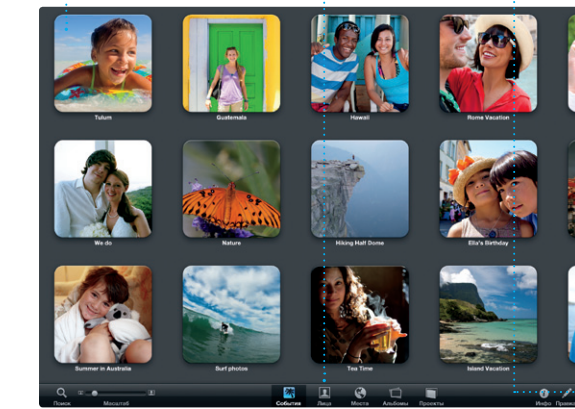 Tulum
Guatemala
Hawaii
Rome Vacation
We do
Nature
Hiking Half Dome
Ella's Birthday
Summer in Australia
Surf photos
Tea Time
Island Vacation
Поиск
Масштаб
События
Лица
Места
Альбомы
Проекты
Инфо
Правка